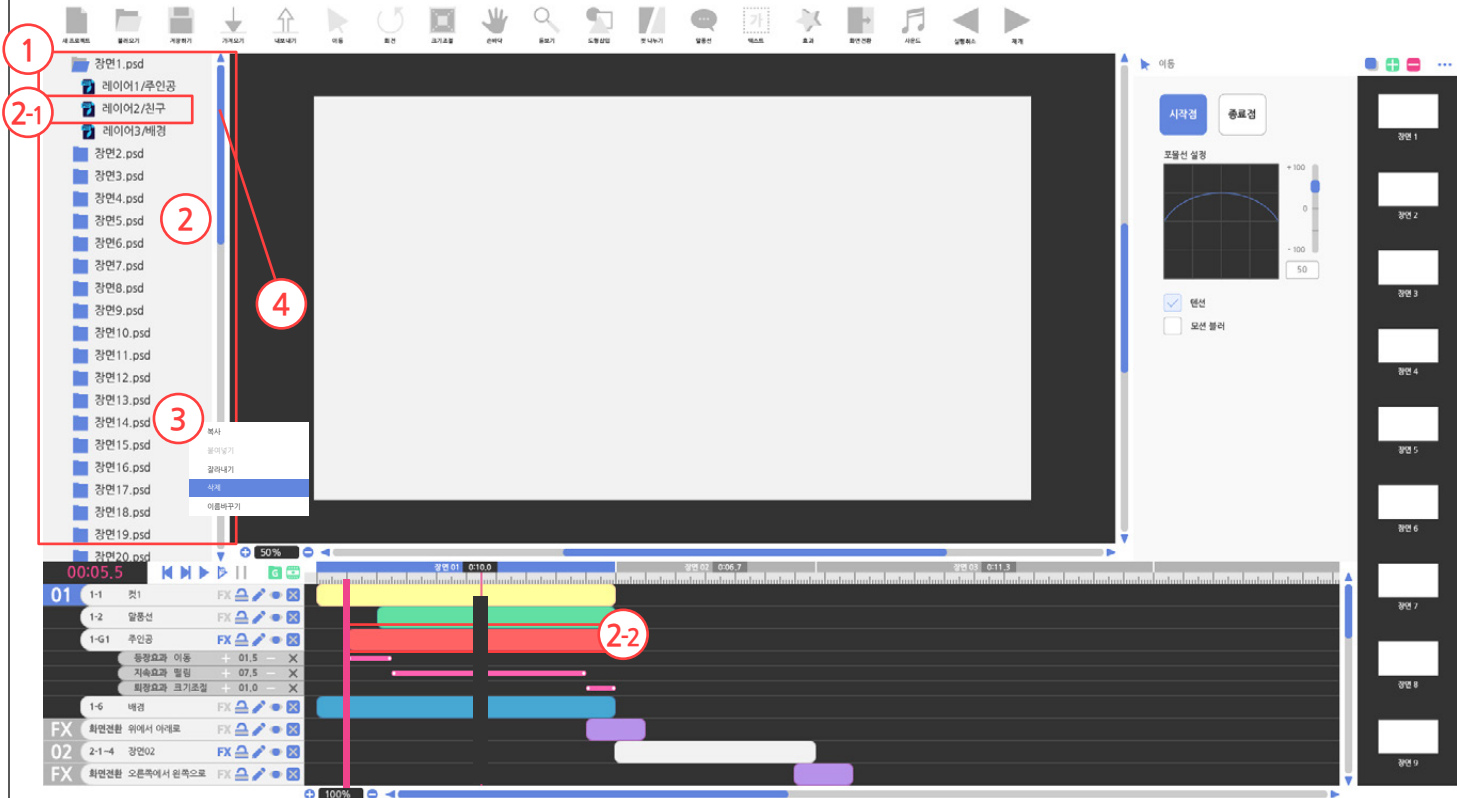 새 프로젝트 불러오기 저장하기 가져오기 내보내기 이동 회전 크기조절 손바닥 돋보기 도형삽입 컷 나누기 말풍선 텍스트 효과 화면전환 사운드 실행취소 재개
가
1
장면1.psd
레이어1/주인공
2-1
레이어2/친구
레이어3/배경
장면2.psd
장면3.psd
장면4.psd
장면5.psd
2
장면6.psd
장면7.psd
장면8.psd
장면9.psd
4
장면10.psd
장면11.psd
장면12.psd
장면13.psd
장면14.psd
3
장면15.psd
장면16.psd
장면17.psd
장면18.psd
장면19.psd
장면20.psd
복사
붙여넣기
잘라내기
삭제
이름바꾸기
50%
이동
시작점 종료점
포물선 설정
+ 100
0
- 100
50
텐션
모션 블러
장면 1
장면 2
장면 3
장면 4
장면 5
장면 6
장면 7
장면 8
장면 9
00:05.5 G
장면 01 0:10.0 장면 02 0:06.7 장면 03 0:11.3
01 1-1 컷1 FX
1-2 말풍선 FX
1-G1 주인공 FX
2-2
등장효과 이동 + 01.5 −
지속효과 떨림 + 07.5 −
퇴장효과 크기조절 + 01.0 −
1-6 배경 FX
FX 화면전환 위에서 아래로 FX
02 2-1~4 장면02 FX
FX 화면전환 오른쪽에서 왼쪽으로 FX
100%